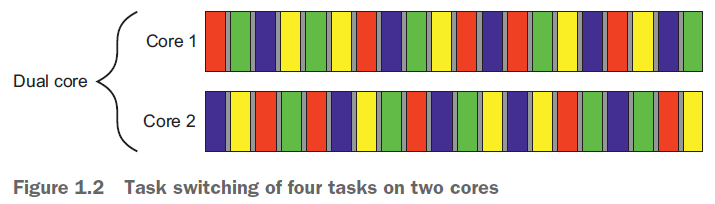 Core 1
Dual core
Core 2
Figure 1.2 Task switching of four tasks on two cores